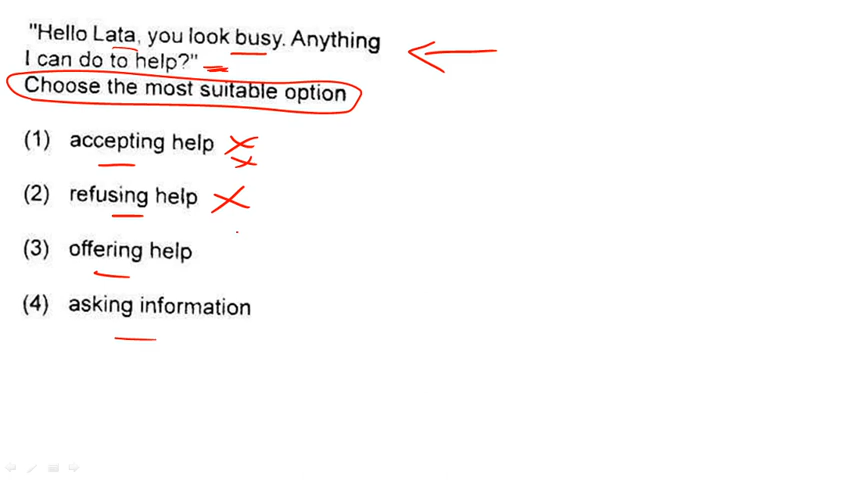 "Hello Lata, you look busy. Anything
I can do to help?"
Choose the most suitable option
(1) accepting help
(2) refusing help
(3) offering help
(4) asking information